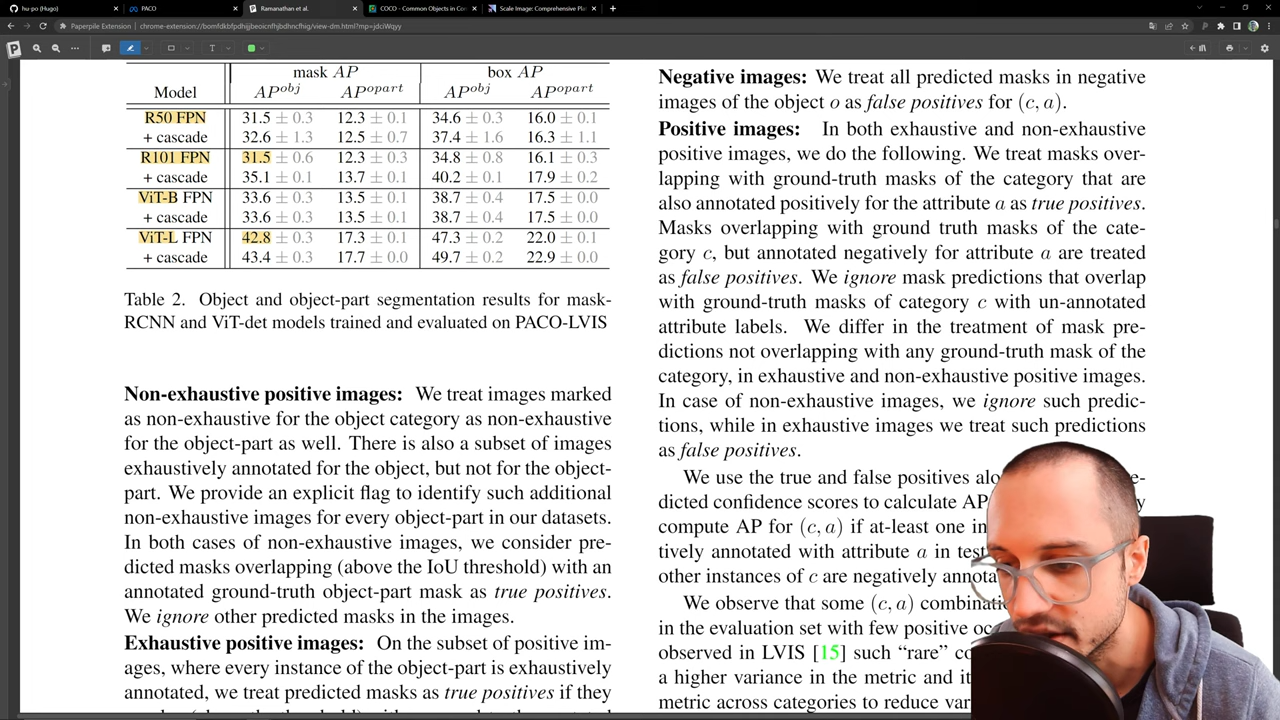 hu-po (Hugo)
PACO
Ramanathan et al.
COCO - Common Objects in Con
Scale Image: Comprehensive Pl
Paperpile Extension | chrome-extension://bomfdkbfpdhijjbeoicnfhjbdhncfhig/view-dm.html?mp=jdciWqyy
mask AP box AP
Model AP^obj AP^opart AP^obj AP^opart
R50 FPN 31.5 ± 0.3 12.3 ± 0.1 34.6 ± 0.3 16.0 ± 0.1
+ cascade 32.6 ± 1.3 12.5 ± 0.7 37.4 ± 1.6 16.3 ± 1.1
R101 FPN 31.5 ± 0.6 12.3 ± 0.3 34.8 ± 0.8 16.1 ± 0.3
+ cascade 35.1 ± 0.1 13.7 ± 0.1 40.2 ± 0.1 17.9 ± 0.2
ViT-B FPN 33.6 ± 0.3 13.5 ± 0.1 38.7 ± 0.4 17.5 ± 0.0
+ cascade 33.6 ± 0.3 13.5 ± 0.1 38.7 ± 0.4 17.5 ± 0.0
ViT-L FPN 42.8 ± 0.3 17.3 ± 0.1 47.3 ± 0.2 22.0 ± 0.1
+ cascade 43.4 ± 0.3 17.7 ± 0.0 49.7 ± 0.2 22.9 ± 0.0
Table 2. Object and object-part segmentation results for mask-
RCNN and ViT-det models trained and evaluated on PACO-LVIS
Non-exhaustive positive images: We treat images marked
as non-exhaustive for the object category as non-exhaustive
for the object-part as well. There is also a subset of images
exhaustively annotated for the object, but not for the object-
part. We provide an explicit flag to identify such additional
non-exhaustive images for every object-part in our datasets.
In both cases of non-exhaustive images, we consider pre-
dicted masks overlapping (above the IoU threshold) with an
annotated ground-truth object-part mask as true positives.
We ignore other predicted masks in the images.
Exhaustive positive images: On the subset of positive im-
ages, where every instance of the object-part is exhaustively
annotated, we treat predicted masks as true positives if they
Negative images: We treat all predicted masks in negative
images of the object o as false positives for (c, a).
Positive images: In both exhaustive and non-exhaustive
positive images, we do the following. We treat masks over-
lapping with ground-truth masks of the category that are
also annotated positively for the attribute a as true positives.
Masks overlapping with ground truth masks of the cate-
gory c, but annotated negatively for attribute a are treated
as false positives. We ignore mask predictions that overlap
with ground-truth masks of category c with un-annotated
attribute labels. We differ in the treatment of mask pre-
dictions not overlapping with any ground-truth mask of the
category, in exhaustive and non-exhaustive positive images.
In case of non-exhaustive images, we ignore such predic-
tions, while in exhaustive images we treat such predictions
as false positives.
We use the true and false positives alo e-
dicted confidence scores to calculate AP y
compute AP for (c, a) if at-least one in
tively annotated with attribute a in test
other instances of c are negatively annota
We observe that some (c, a) combinati
in the evaluation set with few positive oc
observed in LVIS [15] such “rare” co
a higher variance in the metric and it
metric across categories to reduce var